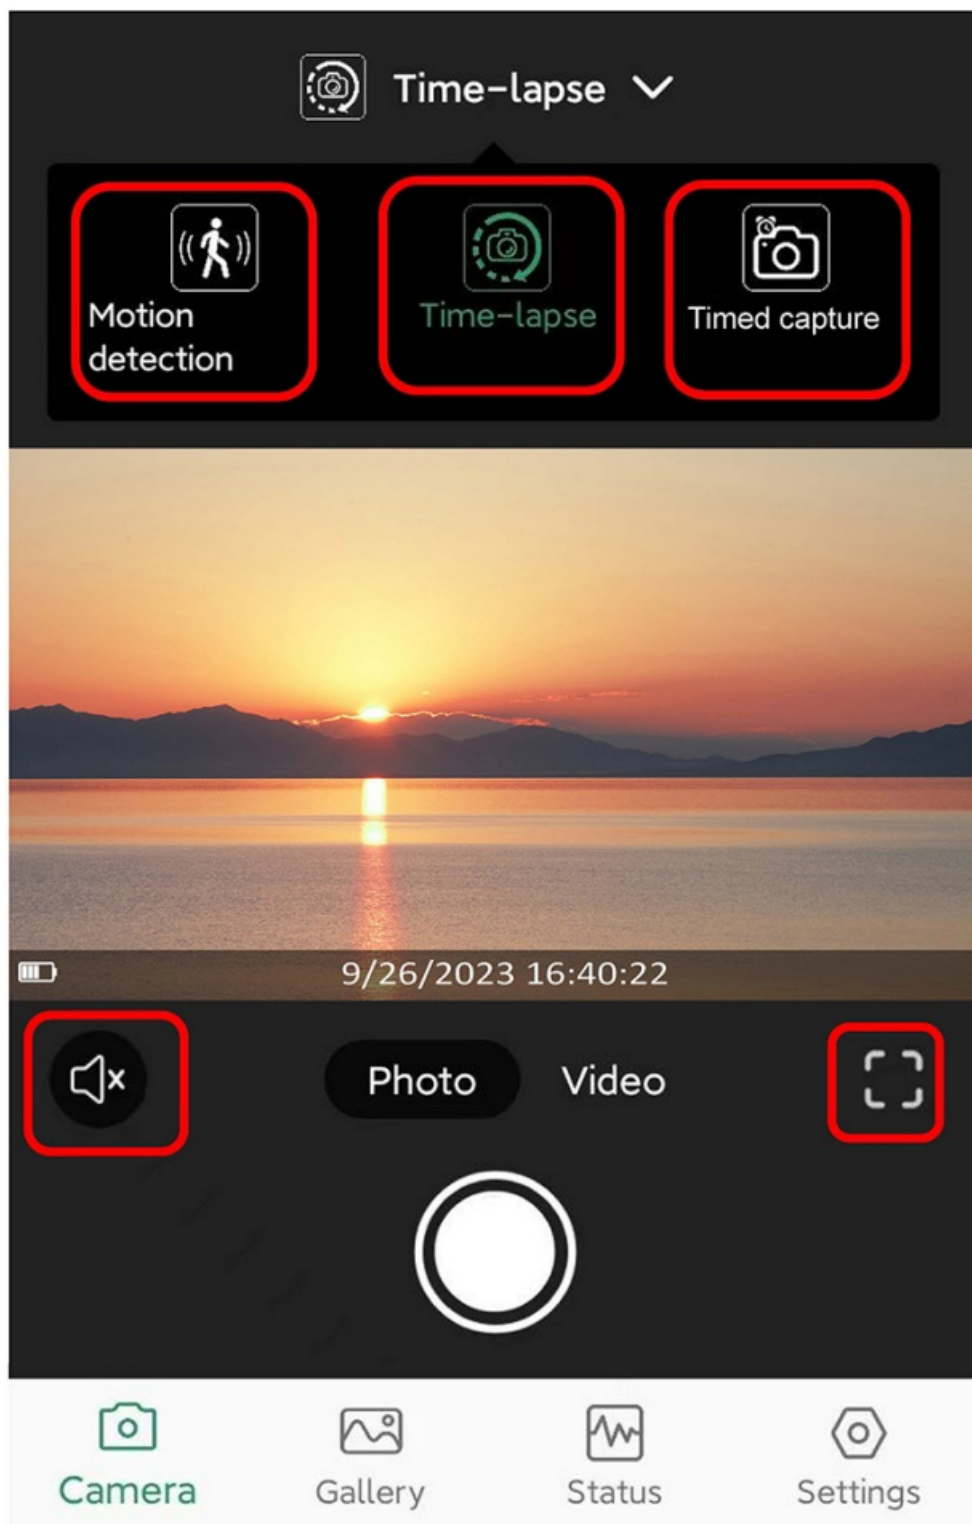 Time-lapse
Motion
detection
Time-lapse
Timed capture
9/26/2023 16:40:22
Photo
Video
Camera
Gallery
Status
Settings